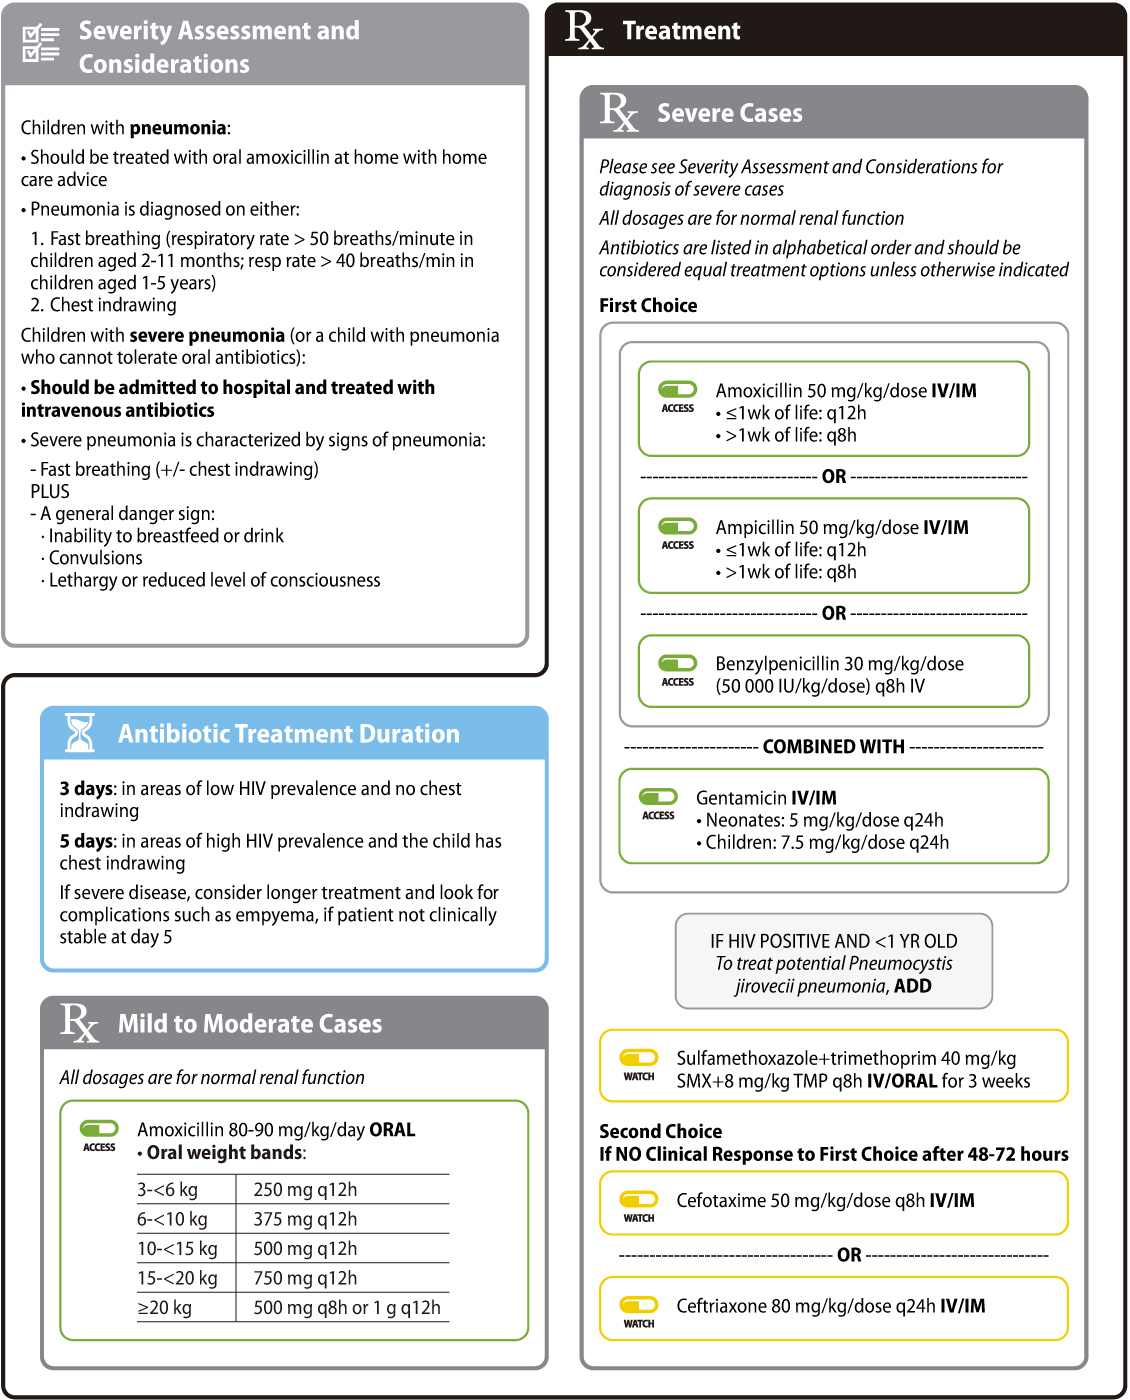 Severity Assessment and
Considerations
Children with pneumonia:
• Should be treated with oral amoxicillin at home with home
care advice
• Pneumonia is diagnosed on either:
1. Fast breathing (respiratory rate > 50 breaths/minute in
children aged 2-11 months; resp rate > 40 breaths/min in
children aged 1-5 years)
2. Chest indrawing
Children with severe pneumonia (or a child with pneumonia
who cannot tolerate oral antibiotics):
• Should be admitted to hospital and treated with
intravenous antibiotics
• Severe pneumonia is characterized by signs of pneumonia:
- Fast breathing (+/- chest indrawing)
PLUS
- A general danger sign:
· Inability to breastfeed or drink
· Convulsions
· Lethargy or reduced level of consciousness
Rx Treatment
Antibiotic Treatment Duration
3 days: in areas of low HIV prevalence and no chest
indrawing
5 days: in areas of high HIV prevalence and the child has
chest indrawing
If severe disease, consider longer treatment and look for
complications such as empyema, if patient not clinically
stable at day 5
Rx Mild to Moderate Cases
All dosages are for normal renal function
ACCESS
Amoxicillin 80-90 mg/kg/day ORAL
• Oral weight bands:
3-<6 kg 250 mg q12h
6-<10 kg 375 mg q12h
10-<15 kg 500 mg q12h
15-<20 kg 750 mg q12h
≥20 kg 500 mg q8h or 1 g q12h
Rx Severe Cases
Please see Severity Assessment and Considerations for
diagnosis of severe cases
All dosages are for normal renal function
Antibiotics are listed in alphabetical order and should be
considered equal treatment options unless otherwise indicated
First Choice
ACCESS
Amoxicillin 50 mg/kg/dose IV/IM
• ≤1wk of life: q12h
• >1wk of life: q8h
OR
ACCESS
Ampicillin 50 mg/kg/dose IV/IM
• ≤1wk of life: q12h
• >1wk of life: q8h
OR
ACCESS
Benzylpenicillin 30 mg/kg/dose
(50 000 IU/kg/dose) q8h IV
COMBINED WITH
ACCESS
Gentamicin IV/IM
• Neonates: 5 mg/kg/dose q24h
• Children: 7.5 mg/kg/dose q24h
IF HIV POSITIVE AND <1 YR OLD
To treat potential Pneumocystis
jirovecii pneumonia, ADD
WATCH
Sulfamethoxazole+trimethoprim 40 mg/kg
SMX+8 mg/kg TMP q8h IV/ORAL for 3 weeks
Second Choice
If NO Clinical Response to First Choice after 48-72 hours
WATCH
Cefotaxime 50 mg/kg/dose q8h IV/IM
OR
WATCH
Ceftriaxone 80 mg/kg/dose q24h IV/IM